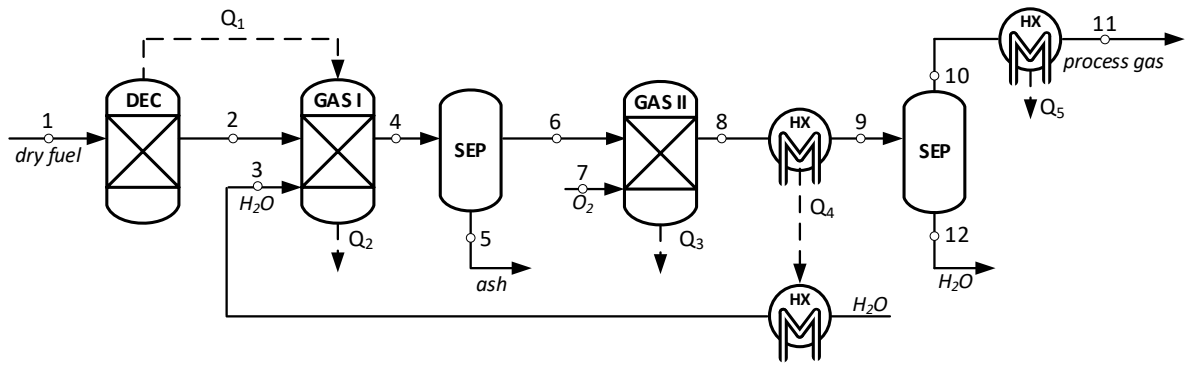 Q1
HX
11
process gas
10
Q5
DEC
GAS I
GAS II
HX
1
dry fuel
2
4
SEP
6
8
9
SEP
3
H2O
7
O2
Q4
Q2
5
ash
Q3
12
H2O
HX
H2O